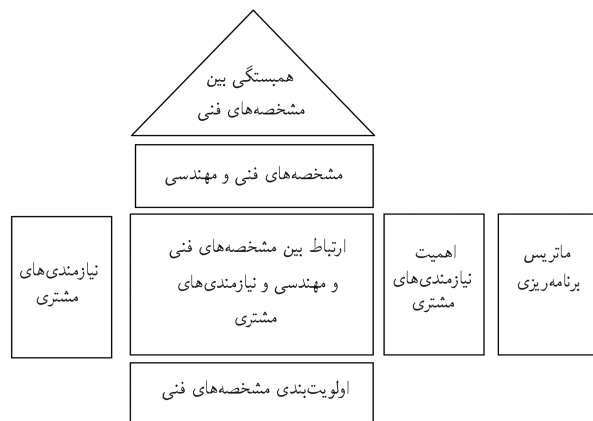 همبستگی بین
مشخصه‌های فنی
مشخصه‌های فنی و مهندسی
ماتریس
برنامه‌ریزی
اهمیت
نیازمندی‌های
مشتری
ارتباط بین مشخصه‌های فنی
و مهندسی و نیازمندی‌های
مشتری
نیازمندی‌های
مشتری
اولویت‌بندی مشخصه‌های فنی